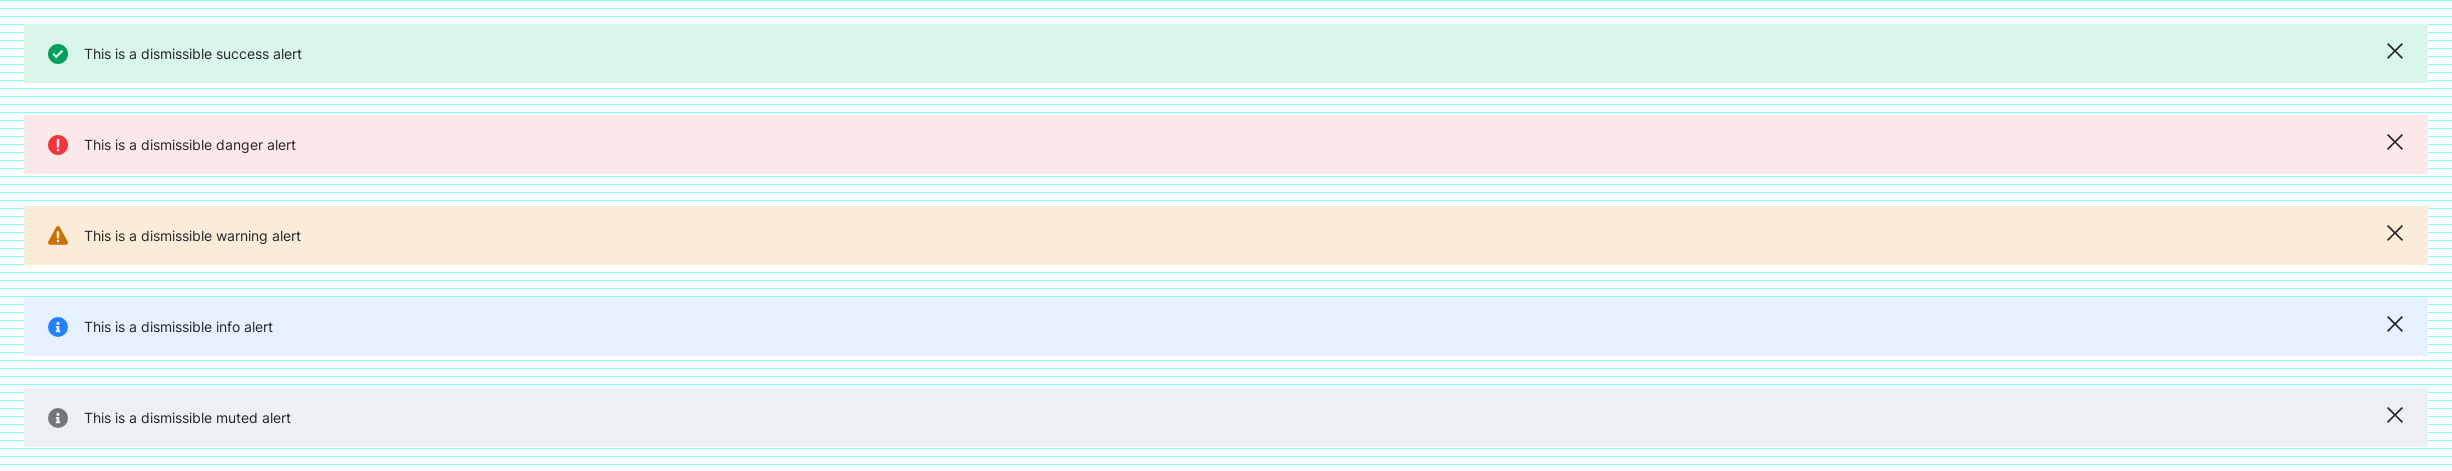 This is a dismissible success alert
This is a dismissible danger alert
This is a dismissible warning alert
This is a dismissible info alert
This is a dismissible muted alert